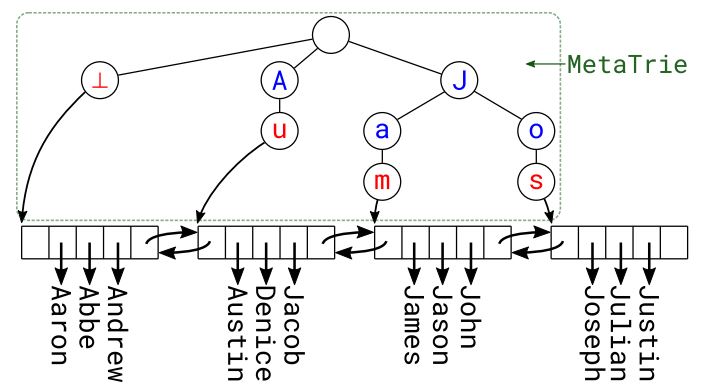 ⊥
A
J
MetaTrie
u
a
o
m
s
Aaron
Abbe
Andrew
Austin
Denice
Jacob
James
Jason
John
Joseph
Julian
Justin